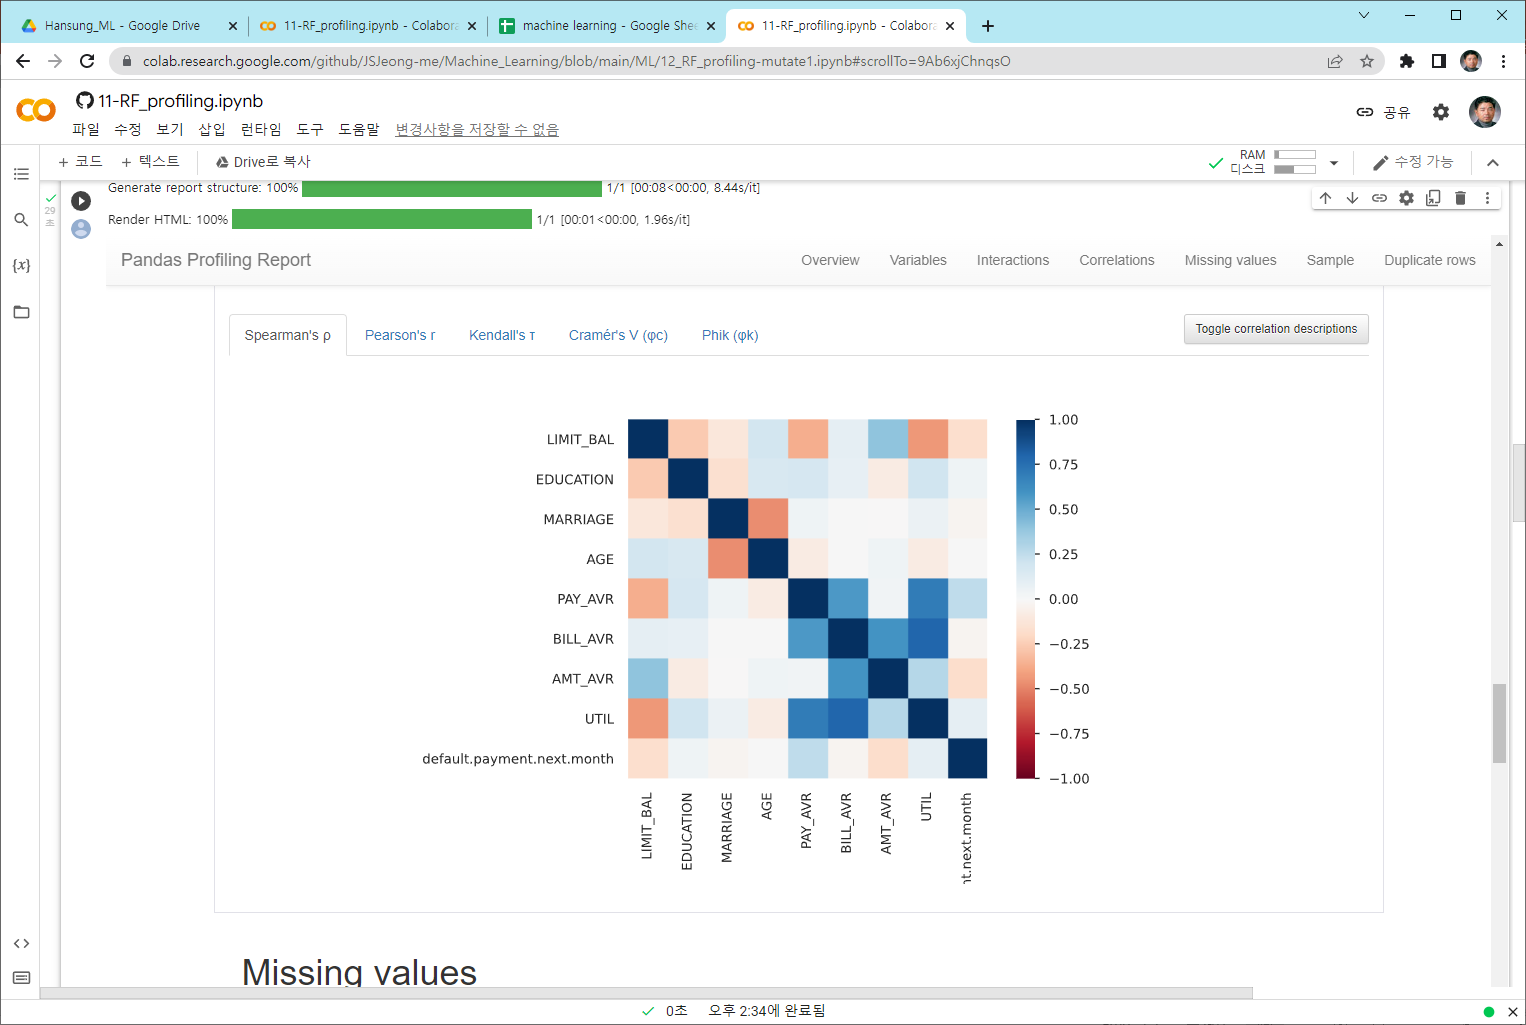 Hansung_ML - Google Drive
11-RF_profiling.ipynb - Colabora
machine learning - Google Shee
11-RF_profiling.ipynb - Colabora
colab.research.google.com/github/JSJeong-me/Machine_Learning/blob/main/ML/12_RF_profiling-mutate1.ipynb#scrollTo=9Ab6xjChnqsO
11-RF_profiling.ipynb
공유
파일 수정 보기 삽입 런타임 도구 도움말 변경사항을 저장할 수 없음
+ 코드 + 텍스트 Drive로 복사
RAM
디스크
수정 가능
29
초
{x}
Generate report structure: 100% 1/1 [00:08<00:00, 8.44s/it]
Render HTML: 100% 1/1 [00:01<00:00, 1.96s/it]
Pandas Profiling Report Overview Variables Interactions Correlations Missing values Sample Duplicate rows
Spearman's ρ Pearson's r Kendall's τ Cramér's V (φc) Phik (φk)
Toggle correlation descriptions
LIMIT_BAL
EDUCATION
MARRIAGE
AGE
PAY_AVR
BILL_AVR
AMT_AVR
UTIL
default.payment.next.month
LIMIT_BAL
EDUCATION
MARRIAGE
AGE
PAY_AVR
BILL_AVR
AMT_AVR
UTIL
nt.next.month
1.00
0.75
0.50
0.25
0.00
−0.25
−0.50
−0.75
−1.00
Missing values
0초 오후 2:34에 완료됨